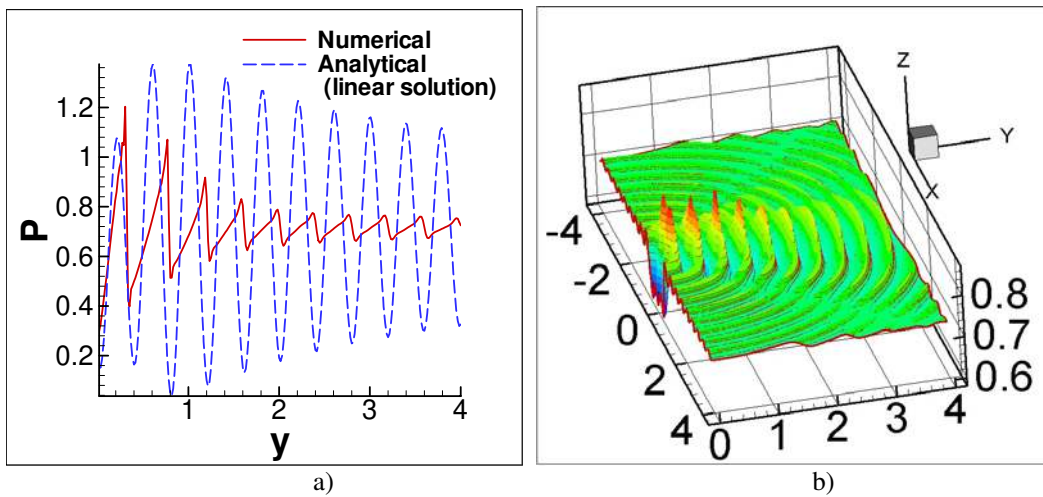 Numerical
Analytical
(linear solution)
P
1.2
1
0.8
0.6
0.4
0.2
1 2 3 4
y
a)
Z
Y
X
-4
-2
0
2
4
0 1 2 3 4
0.8
0.7
0.6
b)